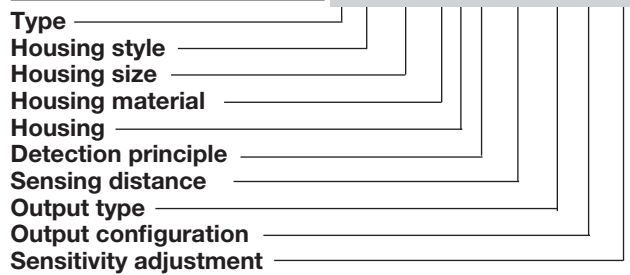 Type
Housing style
Housing size
Housing material
Housing
Detection principle
Sensing distance
Output type
Output configuration
Sensitivity adjustment